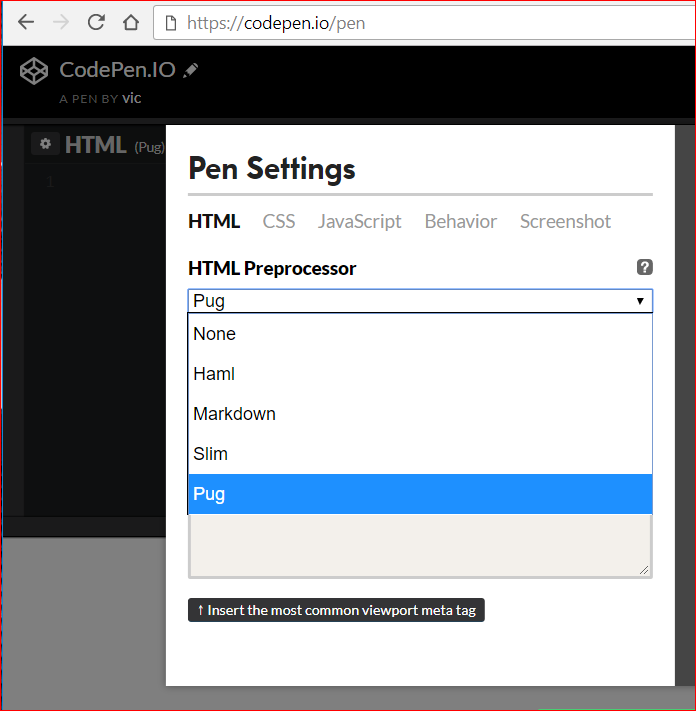 https://codepen.io/pen
CodePen.IO
A PEN BY vic
HTML (Pug)
1
Pen Settings
HTML CSS JavaScript Behavior Screenshot
HTML Preprocessor ?
Pug ▼
None
Haml
Markdown
Slim
Pug
↑ Insert the most common viewport meta tag